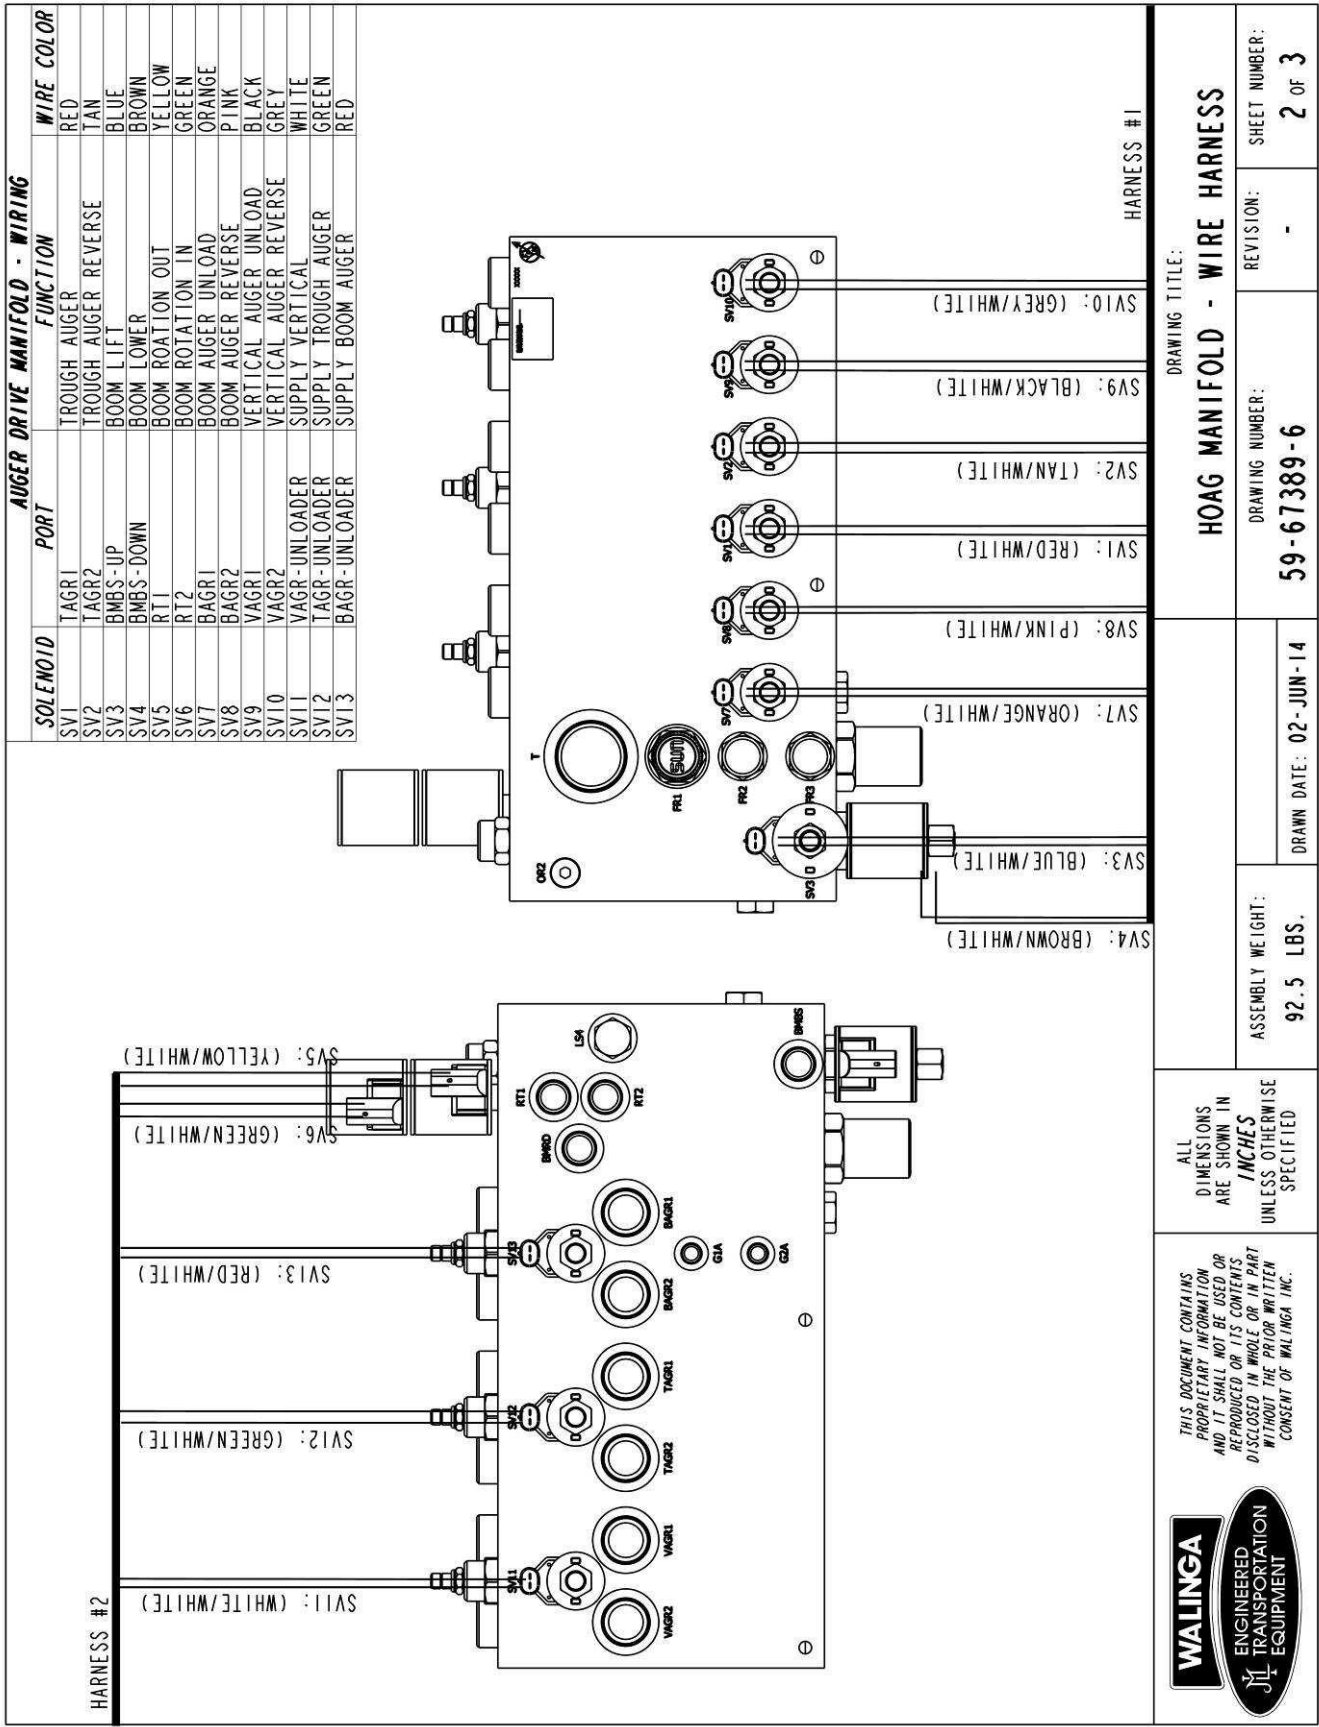 AUGER DRIVE MANIFOLD - WIRING
SOLENOID PORT FUNCTION WIRE COLOR
SV1 TAGR1 TROUGH AUGER RED
SV2 TAGR2 TROUGH AUGER REVERSE TAN
SV3 BMBS-UP BOOM LIFT BLUE
SV4 BMBS-DOWN BOOM LOWER BROWN
SV5 RT1 BOOM ROATION OUT YELLOW
SV6 RT2 BOOM ROTATION IN GREEN
SV7 BAGR1 BOOM AUGER UNLOAD ORANGE
SV8 BAGR2 BOOM AUGER REVERSE PINK
SV9 VAGR1 VERTICAL AUGER UNLOAD BLACK
SV10 VAGR2 VERTICAL AUGER REVERSE GREY
SV11 VAGR-UNLOADER SUPPLY VERTICAL WHITE
SV12 TAGR-UNLOADER SUPPLY TROUGH AUGER GREEN
SV13 BAGR-UNLOADER SUPPLY BOOM AUGER RED
HARNESS #2
SV11: (WHITE/WHITE)
SV12: (GREEN/WHITE)
SV13: (RED/WHITE)
SV6: (GREEN/WHITE)
SV5: (YELLOW/WHITE)
SV11
SV12
SV13
VAGR2
VAGR1
TAGR2
TAGR1
BAGR2
BAGR1
BMRD
RT1
RT2
LS4
G1A
G2A
BMBS
XXXXX
T
OR2
FR1
SUN
FR2
FR3
SV3
SV7
SV8
SV1
SV2
SV9
SV10
SV4: (BROWN/WHITE)
SV3: (BLUE/WHITE)
SV7: (ORANGE/WHITE)
SV8: (PINK/WHITE)
SV1: (RED/WHITE)
SV2: (TAN/WHITE)
SV9: (BLACK/WHITE)
SV10: (GREY/WHITE)
HARNESS #1
WALINGA
ENGINEERED
TRANSPORTATION
EQUIPMENT
THIS DOCUMENT CONTAINS
PROPRIETARY INFORMATION
AND IT SHALL NOT BE USED OR
REPRODUCED OR ITS CONTENTS
DISCLOSED IN WHOLE OR IN PART
WITHOUT THE PRIOR WRITTEN
CONSENT OF WALINGA INC.
ALL
DIMENSIONS
ARE SHOWN IN
INCHES
UNLESS OTHERWISE
SPECIFIED
ASSEMBLY WEIGHT:
92.5 LBS.
DRAWN DATE: 02-JUN-14
DRAWING TITLE:
HOAG MANIFOLD - WIRE HARNESS
DRAWING NUMBER:
59-67389-6
REVISION:
-
SHEET NUMBER:
2 OF 3